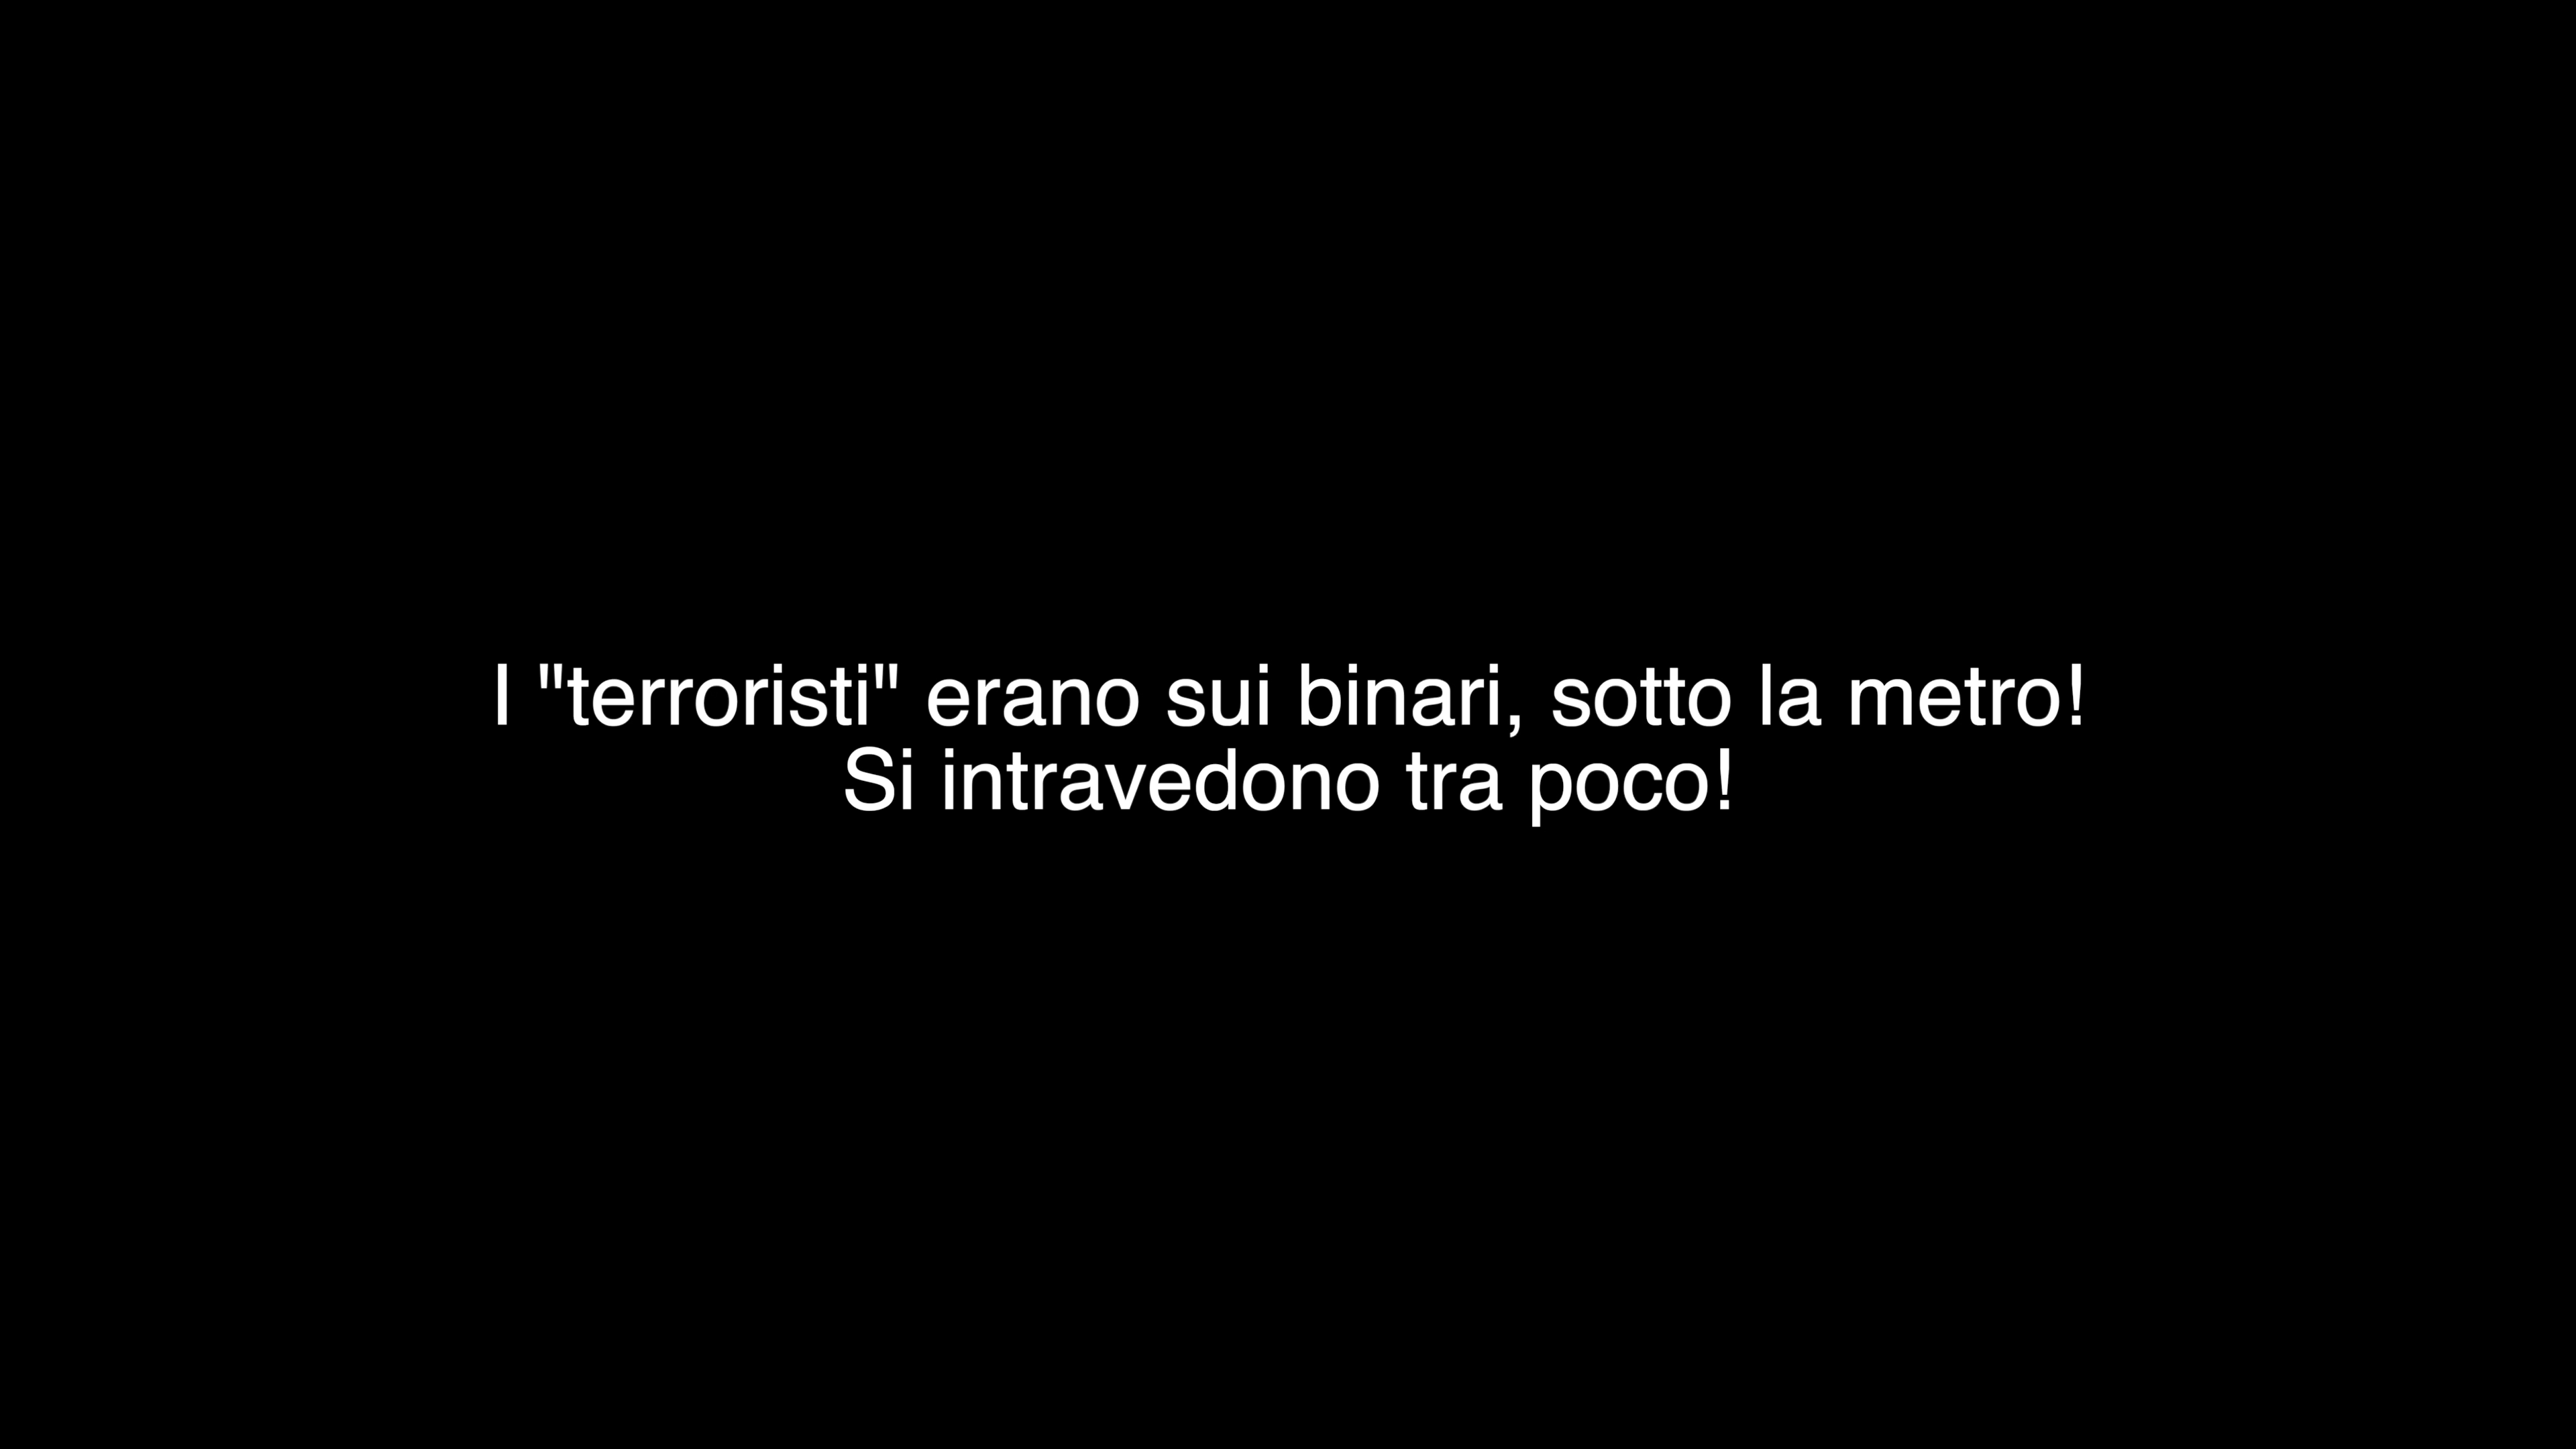 I "terroristi" erano sui binari, sotto la metro!
Si intravedono tra poco!